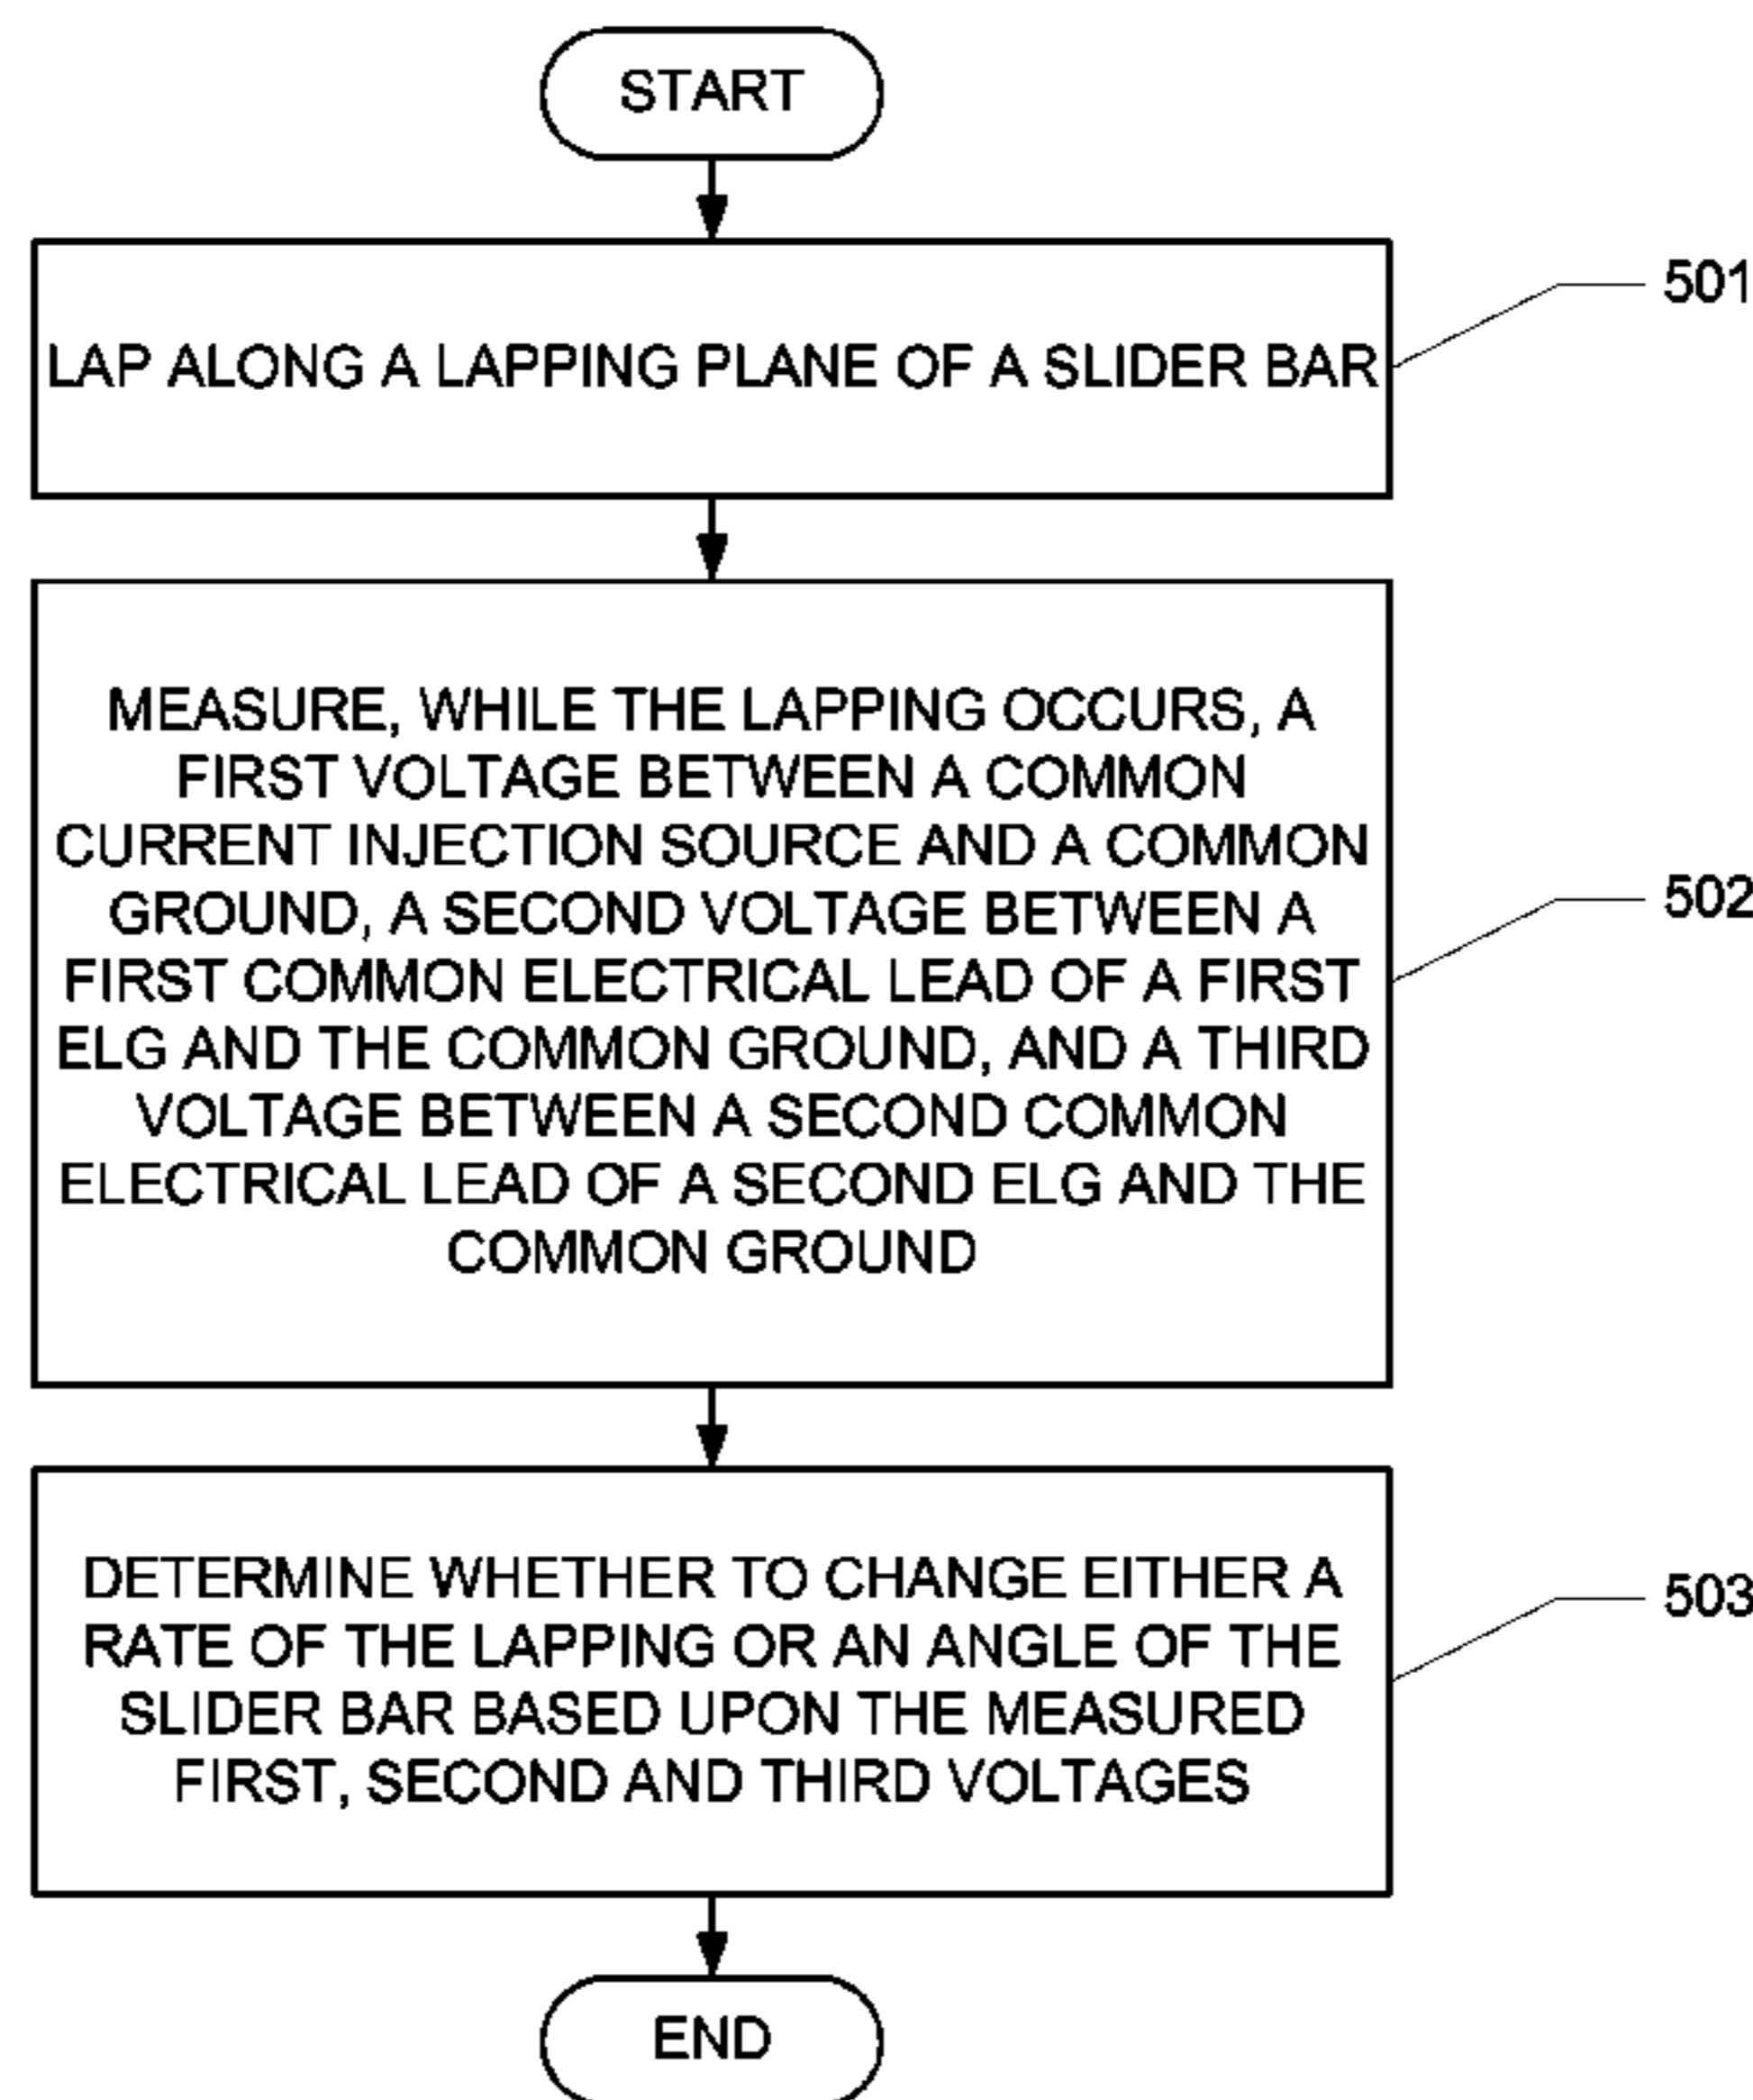 START
LAP ALONG A LAPPING PLANE OF A SLIDER BAR
501
MEASURE, WHILE THE LAPPING OCCURS, A
FIRST VOLTAGE BETWEEN A COMMON
CURRENT INJECTION SOURCE AND A COMMON
GROUND, A SECOND VOLTAGE BETWEEN A
FIRST COMMON ELECTRICAL LEAD OF A FIRST
ELG AND THE COMMON GROUND, AND A THIRD
VOLTAGE BETWEEN A SECOND COMMON
ELECTRICAL LEAD OF A SECOND ELG AND THE
COMMON GROUND
502
DETERMINE WHETHER TO CHANGE EITHER A
RATE OF THE LAPPING OR AN ANGLE OF THE
SLIDER BAR BASED UPON THE MEASURED
FIRST, SECOND AND THIRD VOLTAGES
503
END